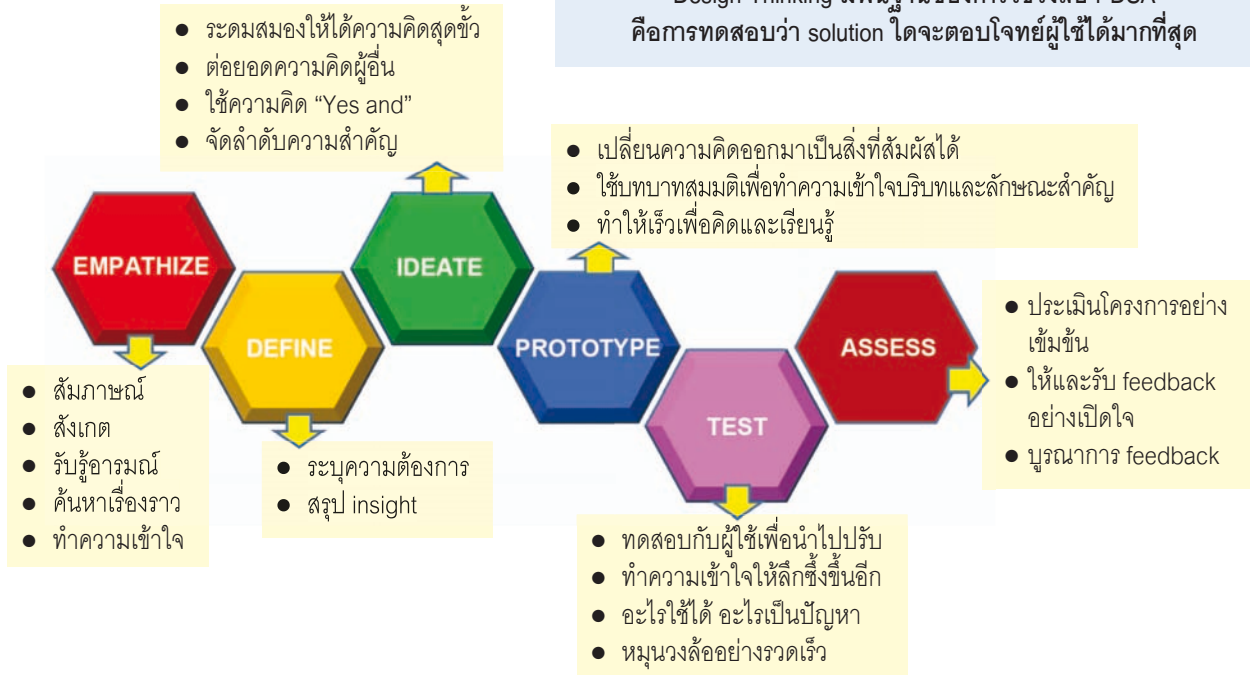 คือการทดสอบว่า solution ใดจะตอบโจทย์ผู้ใช้ได้มากที่สุด
● ระดมสมองให้ได้ความคิดสุดขั้ว
● ต่อยอดความคิดผู้อื่น
● ใช้ความคิด “Yes and”
● จัดลำดับความสำคัญ
● เปลี่ยนความคิดออกมาเป็นสิ่งที่สัมผัสได้
● ใช้บทบาทสมมติเพื่อทำความเข้าใจบริบทและลักษณะสำคัญ
● ทำให้เร็วเพื่อคิดและเรียนรู้
EMPATHIZE
DEFINE
IDEATE
PROTOTYPE
TEST
ASSESS
● สัมภาษณ์
● สังเกต
● รับรู้อารมณ์
● ค้นหาเรื่องราว
● ทำความเข้าใจ
● ระบุความต้องการ
● สรุป insight
● ทดสอบกับผู้ใช้เพื่อนำไปปรับ
● ทำความเข้าใจให้ลึกซึ้งขึ้นอีก
● อะไรใช้ได้ อะไรเป็นปัญหา
● หมุนวงล้ออย่างรวดเร็ว
● ประเมินโครงการอย่าง
เข้มข้น
● ให้และรับ feedback
อย่างเปิดใจ
● บูรณาการ feedback